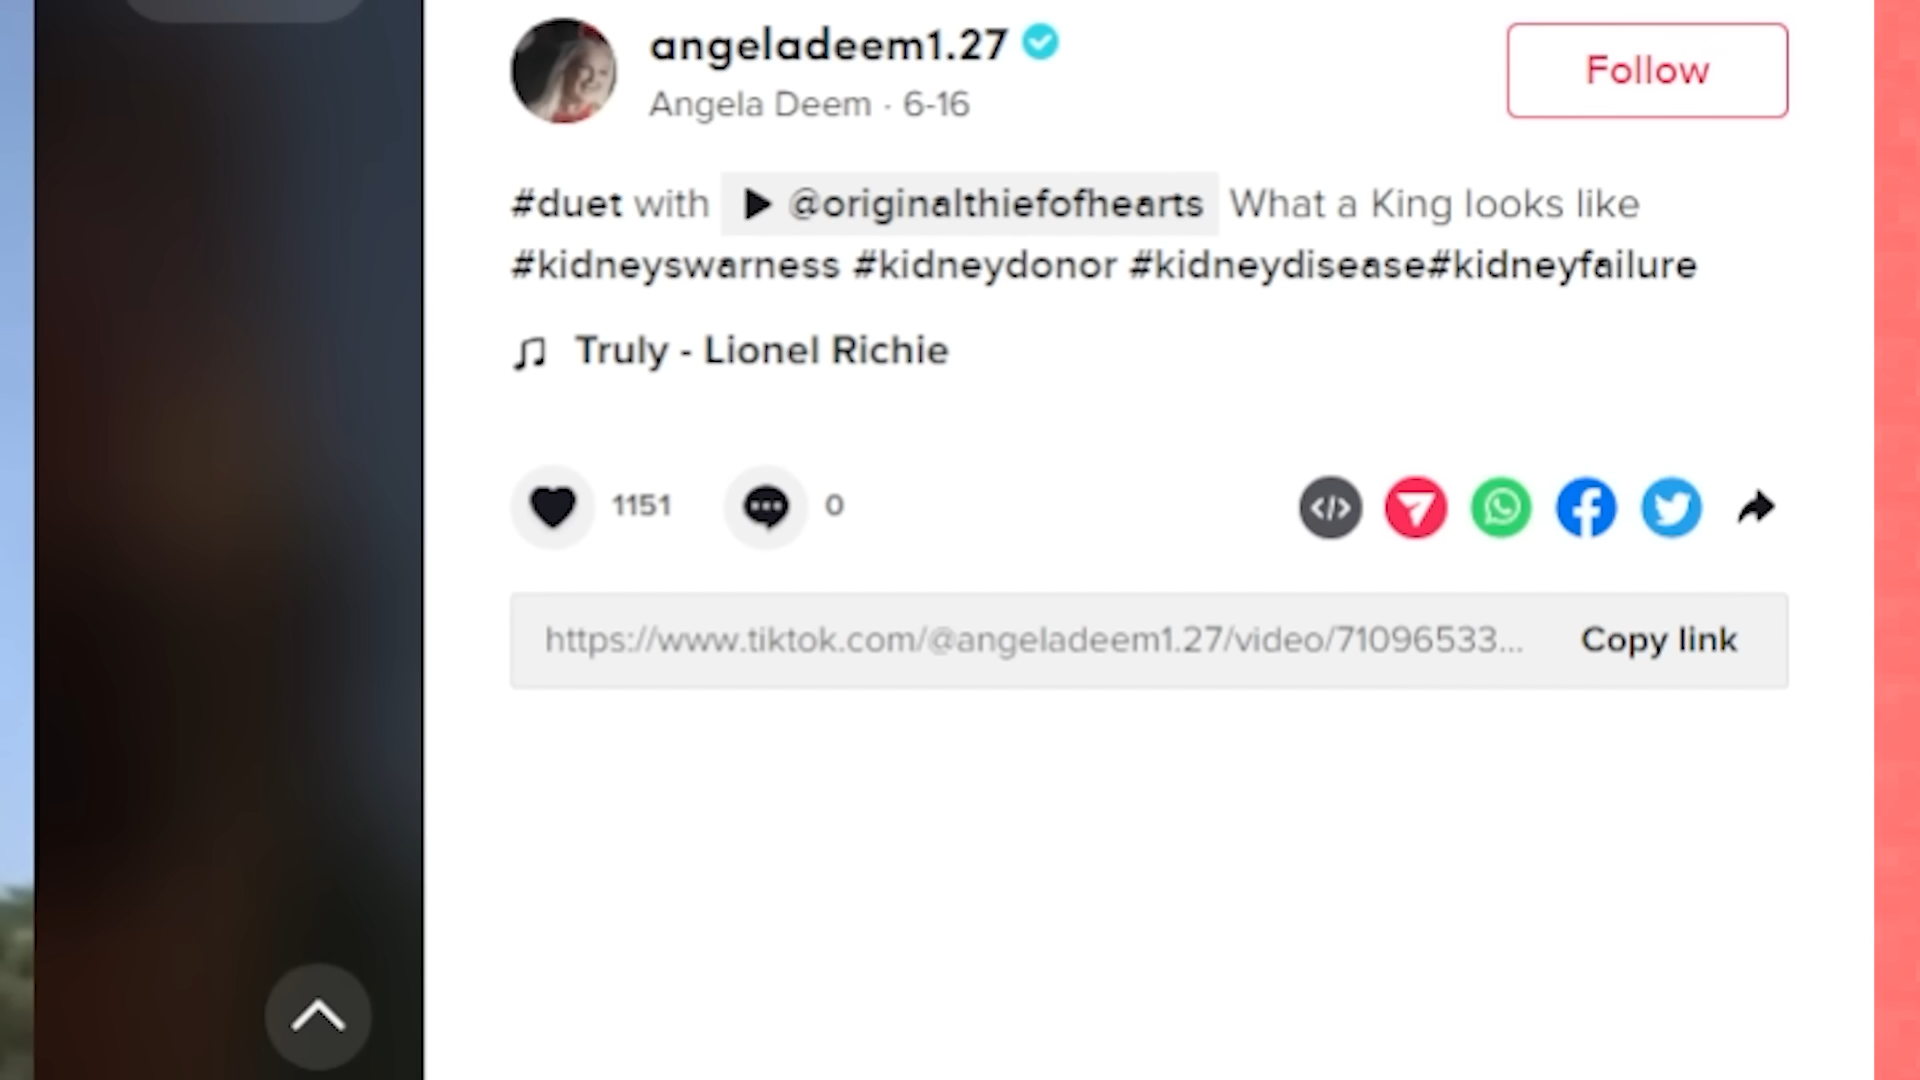 angeladeem1.27
Follow
Angela Deem · 6-16
#duet with @originalthiefofhearts What a King looks like
#kidneyswarness #kidneydonor #kidneydisease#kidneyfailure
Truly - Lionel Richie
1151
0
https://www.tiktok.com/@angeladeem1.27/video/71096533...
Copy link